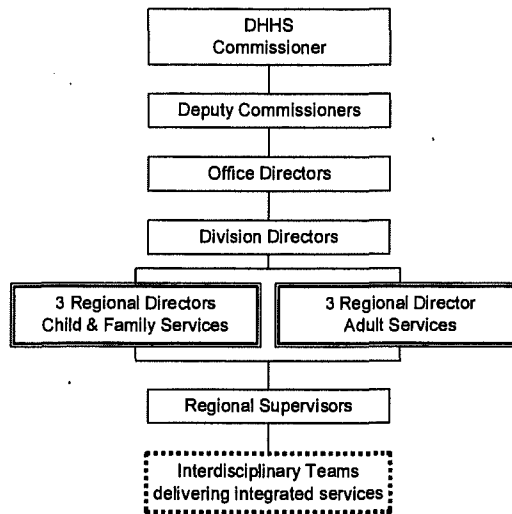 DHHS
Commissioner
Deputy Commissioners
Office Directors
Division Directors
3 Regional Directors
Child & Family Services
3 Regional Director
Adult Services
Regional Supervisors
Interdisciplinary Teams
delivering integrated services